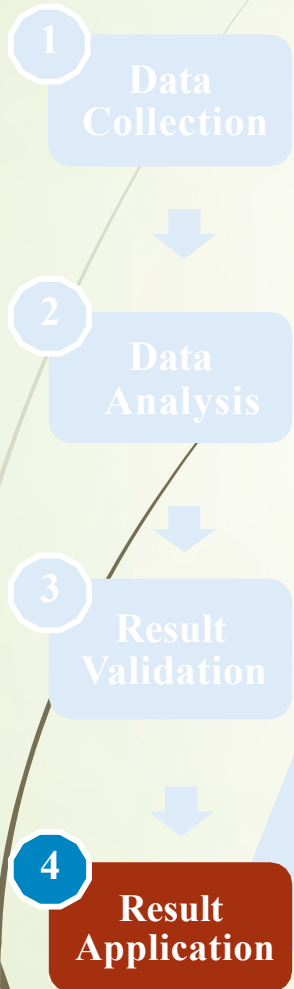 1
Data
Collection
2
Data
Analysis
3
Result
Validation
4
Result
Application